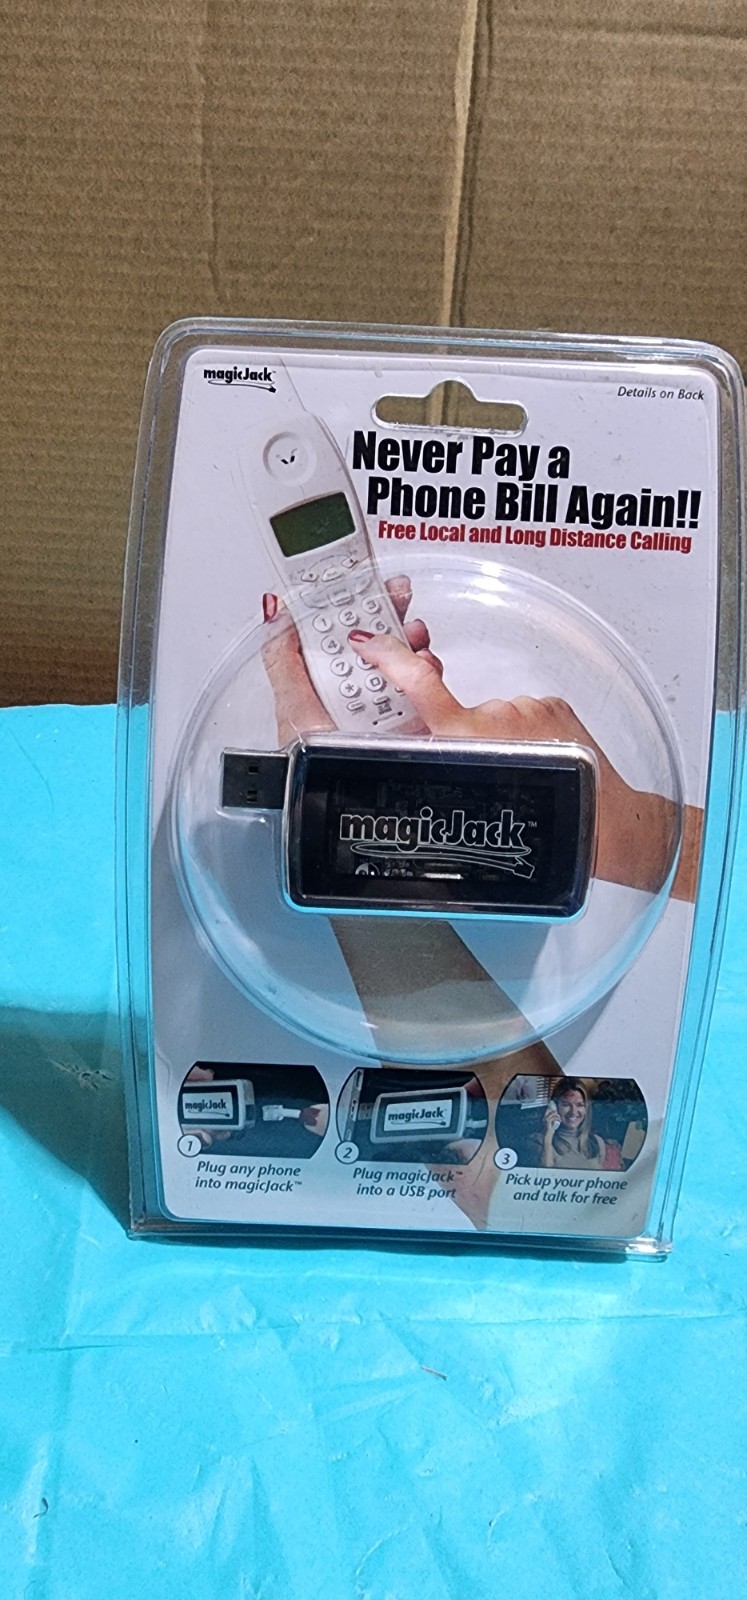 magicJack
Details on Back
Never Pay a
Phone Bill Again!!
Free Local and Long Distance Calling
magicJack™
magicJack
1
Plug any phone
into magicJack™
magicJack
2
Plug magicJack™
into a USB port
3
Pick up your phone
and talk for free